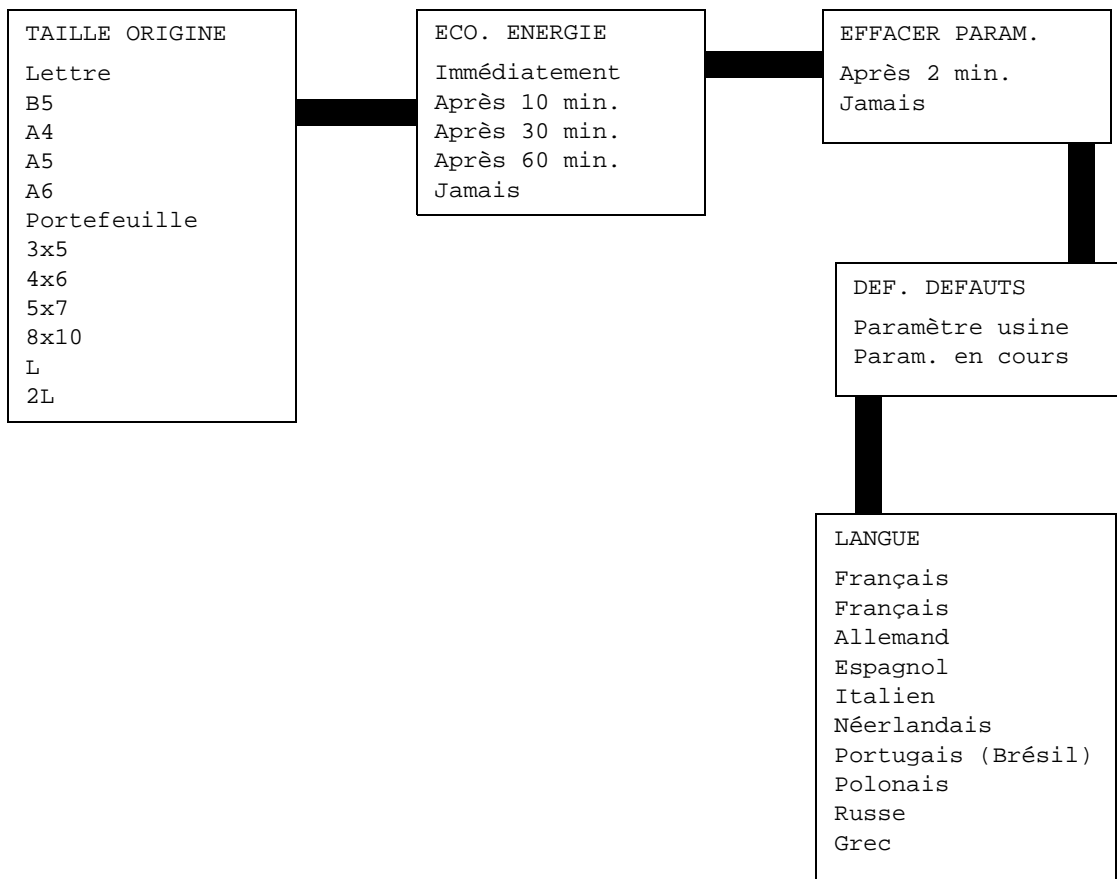 TAILLE ORIGINE
Lettre
B5
A4
A5
A6
Portefeuille
3x5
4x6
5x7
8x10
L
2L
ECO. ENERGIE
Immédiatement
Après 10 min.
Après 30 min.
Après 60 min.
Jamais
EFFACER PARAM.
Après 2 min.
Jamais
DEF. DEFAUTS
Paramètre usine
Param. en cours
LANGUE
Français
Français
Allemand
Espagnol
Italien
Néerlandais
Portugais (Brésil)
Polonais
Russe
Grec